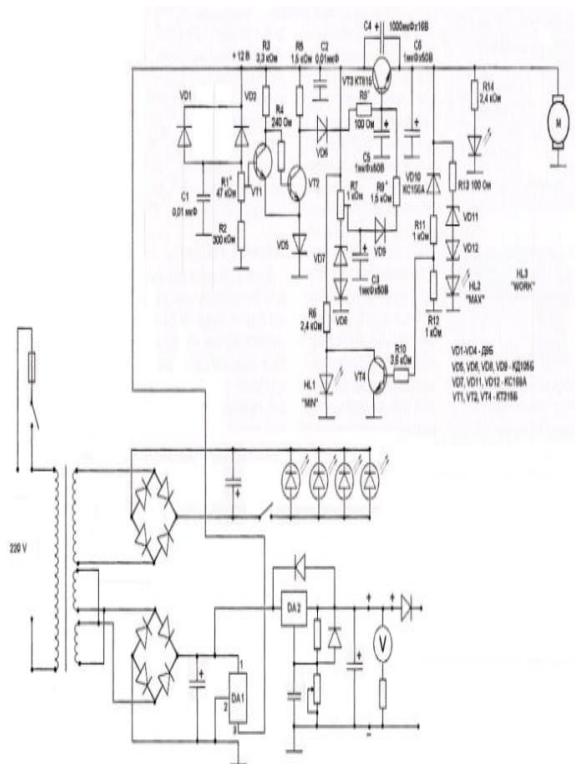 C4
1000мкФх16В
R3
3,3 кОм
R5
1,5 кОм
C2
0,01мкФ
C6
1мкФх50В
+12 В
VT3 КТ815
R14
2,4 кОм
VD1
VD2
R4
240 Ом
R8*
100 Ом
M
VD6
C5
1мкФх50В
VD10
КС156А
R13 100 Ом
R1*
47 кОм
VT1
VT2
R7
1 кОм
R9*
1,5 кОм
C1
0,01 мкФ
R11
1 кОм
VD11
R2
300 кОм
VD5
VD7
VD9
VD12
C3
1мкФх50В
HL2
"MAX"
HL3
"WORK"
VD8
R6
2,4 кОм
R12
1 кОм
R10
3,6 кОм
VT4
HL1
"MIN"
VD1-VD4 - Д9Б
VD5, VD6, VD8, VD9 - КД105Б
VD7, VD11, VD12 - КС168А
VT1, VT2, VT4 - КТ315Б
220 V
DA2
V
1
DA1
2
3